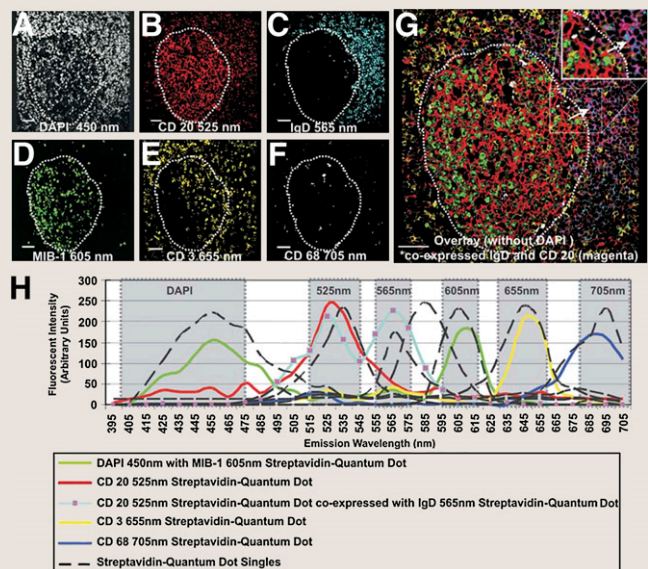 A
DAPI 450 nm
B
CD 20 525 nm
C
IgD 565 nm
D
MIB-1 605 nm
E
CD 3 655 nm
F
CD 68 705 nm
G
Overlay (without DAPI )
*co-expressed IgD and CD 20 (magenta)
H
Fluorescent Intensity
(Arbitrary Units)
300
250
200
150
100
50
0
DAPI
525nm
565nm
605nm
655nm
705nm
395 405 415 425 435 445 455 465 475 485 495 505 515 525 535 545 555 565 575 585 595 605 615 625 635 645 655 665 675 685 695 705
Emission Wavelength (nm)
DAPI 450nm with MIB-1 605nm Streptavidin-Quantum Dot
CD 20 525nm Streptavidin-Quantum Dot
CD 20 525nm Streptavidin-Quantum Dot co-expressed with IgD 565nm Streptavidin-Quantum Dot
CD 3 655nm Streptavidin-Quantum Dot
CD 68 705nm Streptavidin-Quantum Dot
Streptavidin-Quantum Dot Singles